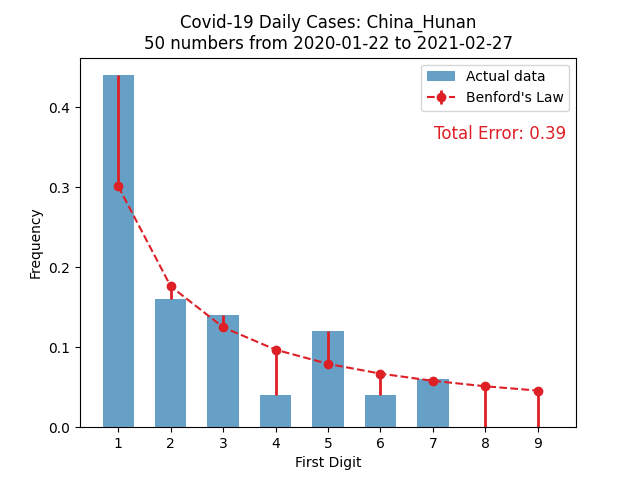 Covid-19 Daily Cases: China_Hunan
50 numbers from 2020-01-22 to 2021-02-27
Actual data
Benford's Law
Total Error: 0.39
Frequency
0.4
0.3
0.2
0.1
0.0
1 2 3 4 5 6 7 8 9
First Digit